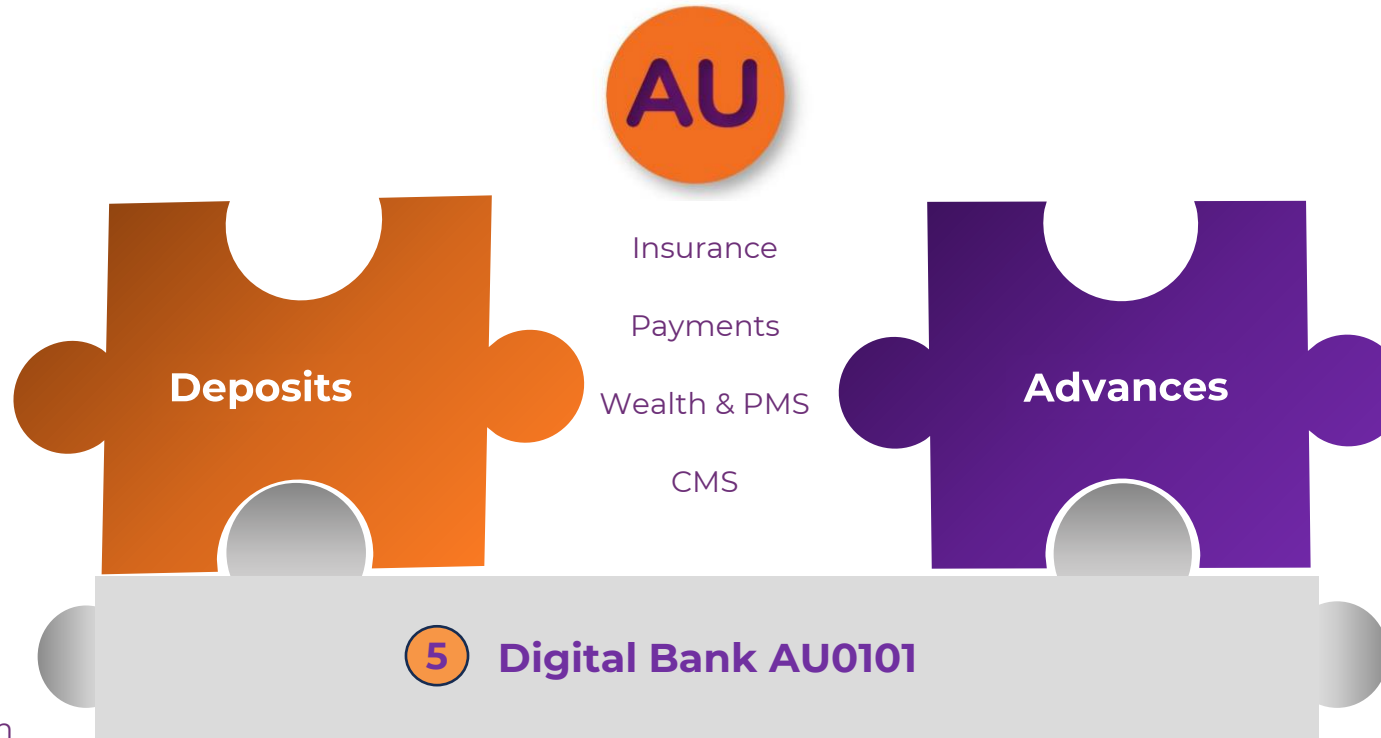 AU
Insurance
Payments
Deposits
Advances
Wealth & PMS
CMS
5 Digital Bank AU0101